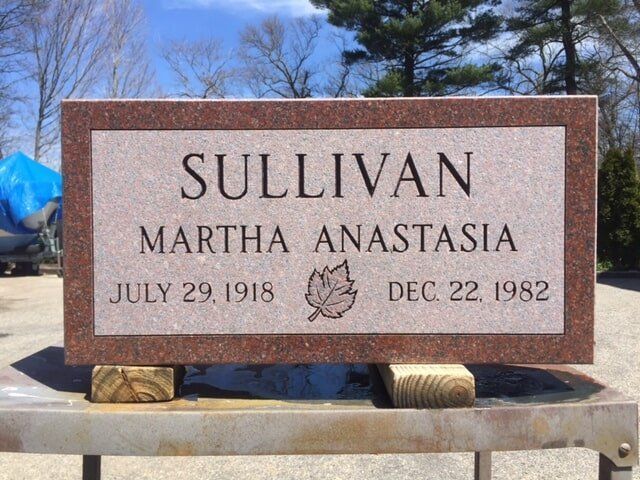 SULLIVAN
MARTHA ANASTASIA
JULY 29, 1918 DEC. 22, 1982